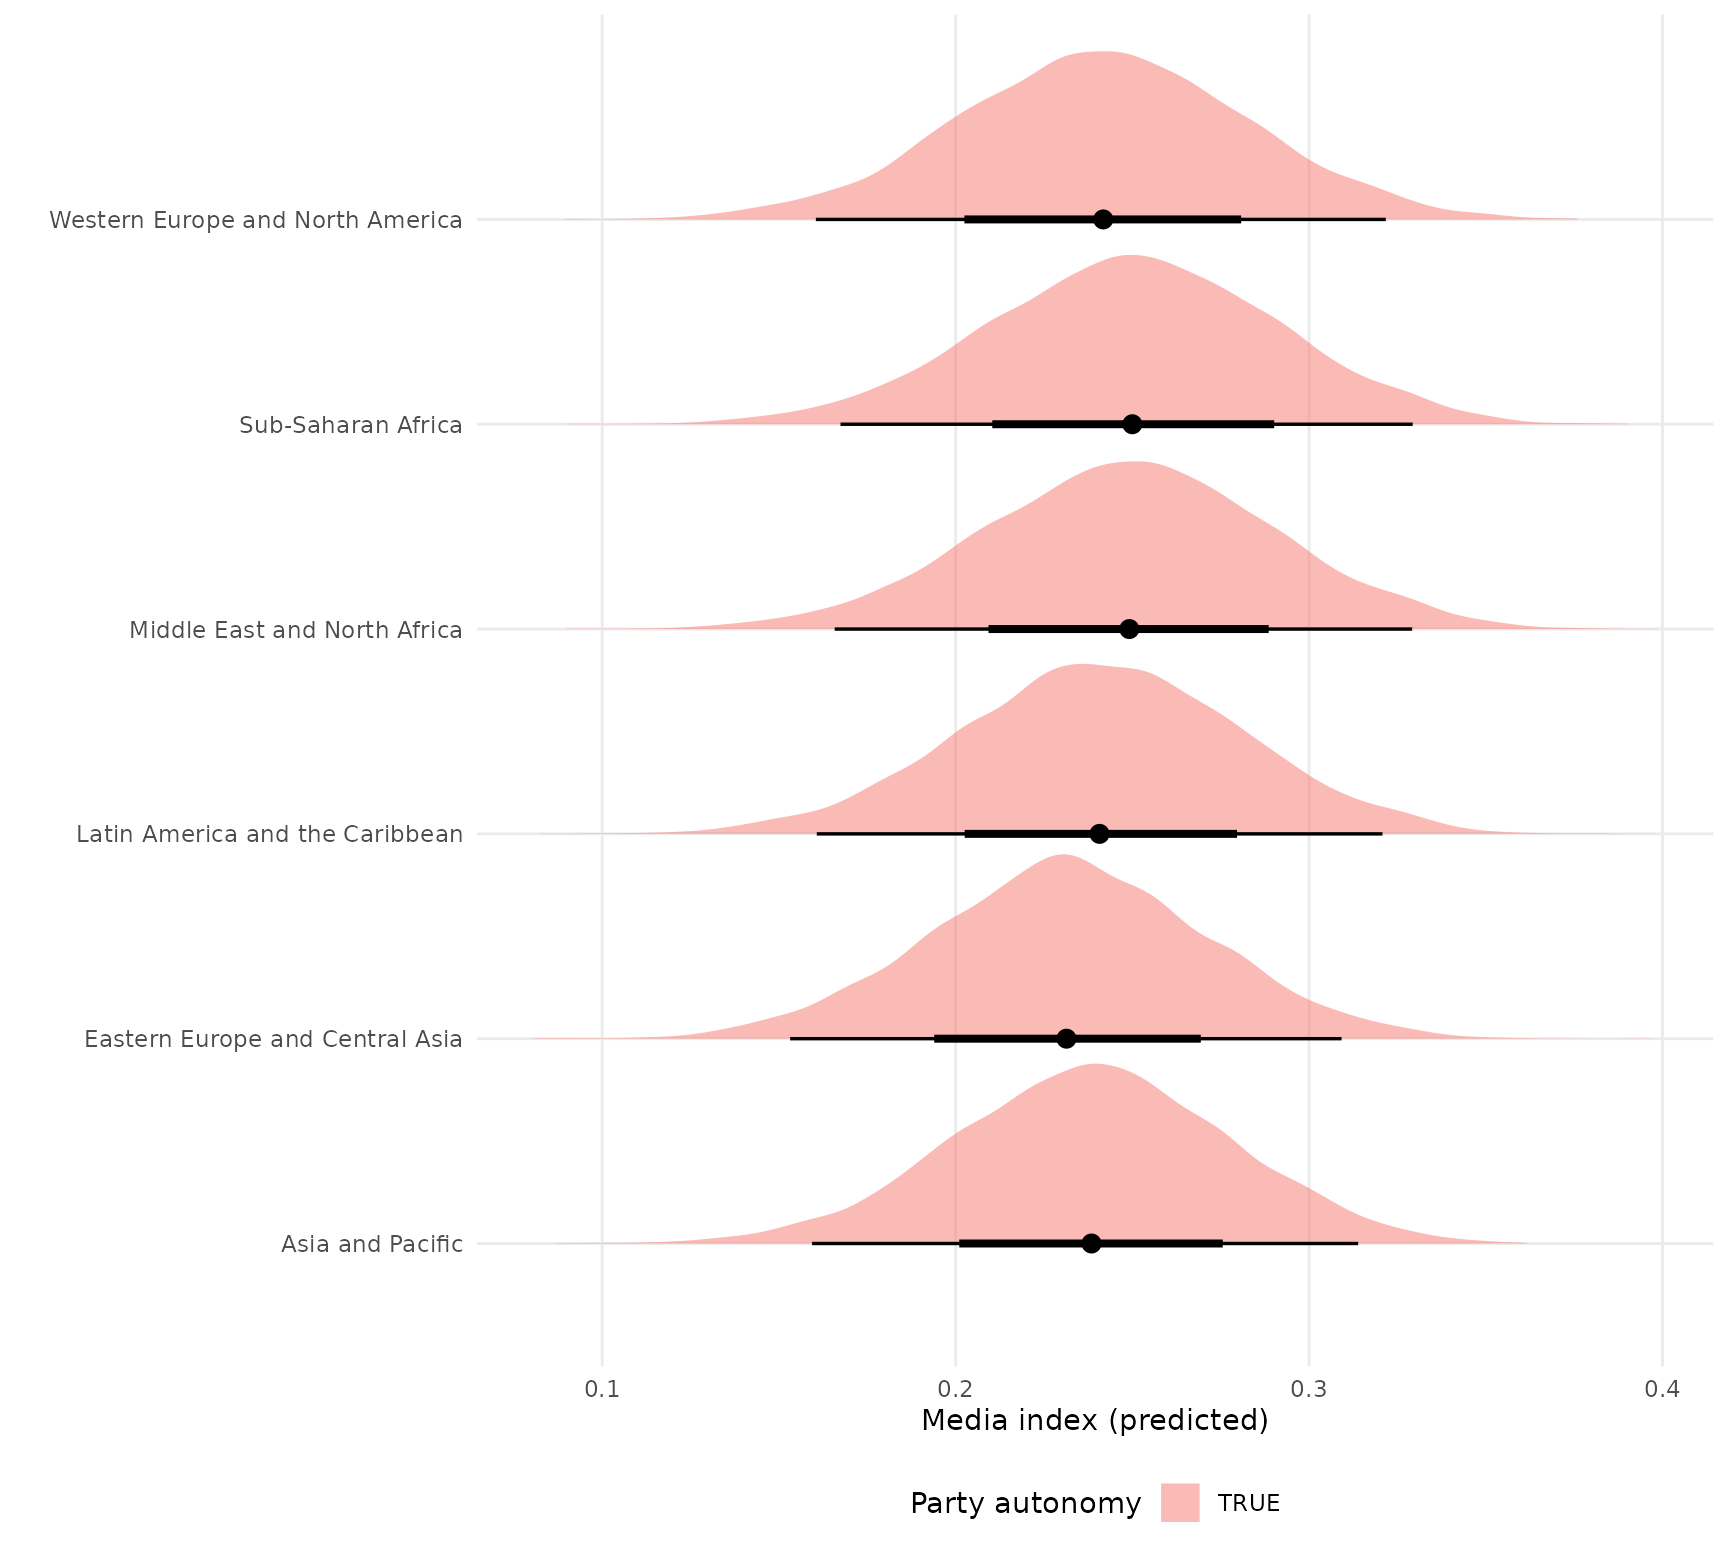 Western Europe and North America
Sub-Saharan Africa
Middle East and North Africa
Latin America and the Caribbean
Eastern Europe and Central Asia
Asia and Pacific
0.1 0.2 0.3 0.4
Media index (predicted)
Party autonomy TRUE